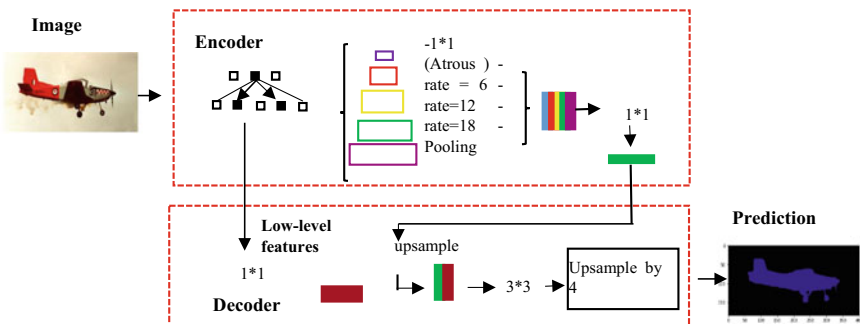 Image
Encoder
-1*1
(Atrous ) -
rate = 6 -
rate=12 -
rate=18 -
Pooling
1*1
Low-level
features
1*1
Decoder
upsample
3*3
Upsample by
4
Prediction